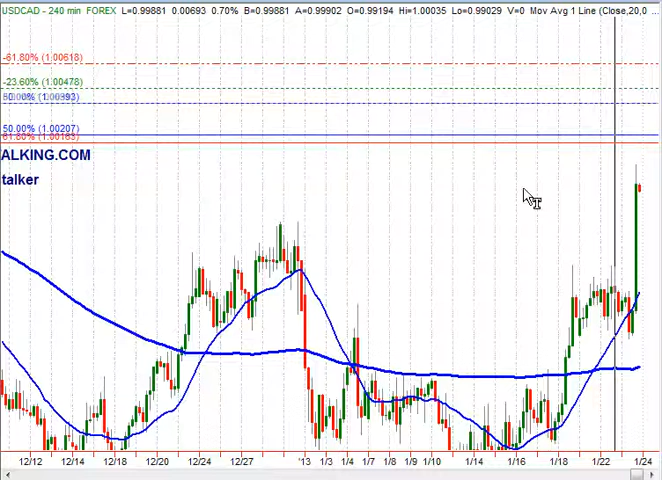 USDCAD - 240 min FOREX L=0.99881 0.00693 0.70% B=0.99881 A=0.99902 O=0.99194 Hi=1.00035 Lo=0.99029 V=0 Mov Avg 1 Line (Close,20,0 ...
-61.80% (1.00618)
-23.60% (1.00478)
50.00% (1.00393)
50.00% (1.00207)
61.80% (1.00163)
ALKING.COM
talker
12/12 12/14 12/18 12/20 12/24 12/27 '13 1/3 1/4 1/7 1/8 1/10 1/14 1/16 1/18 1/22 1/24